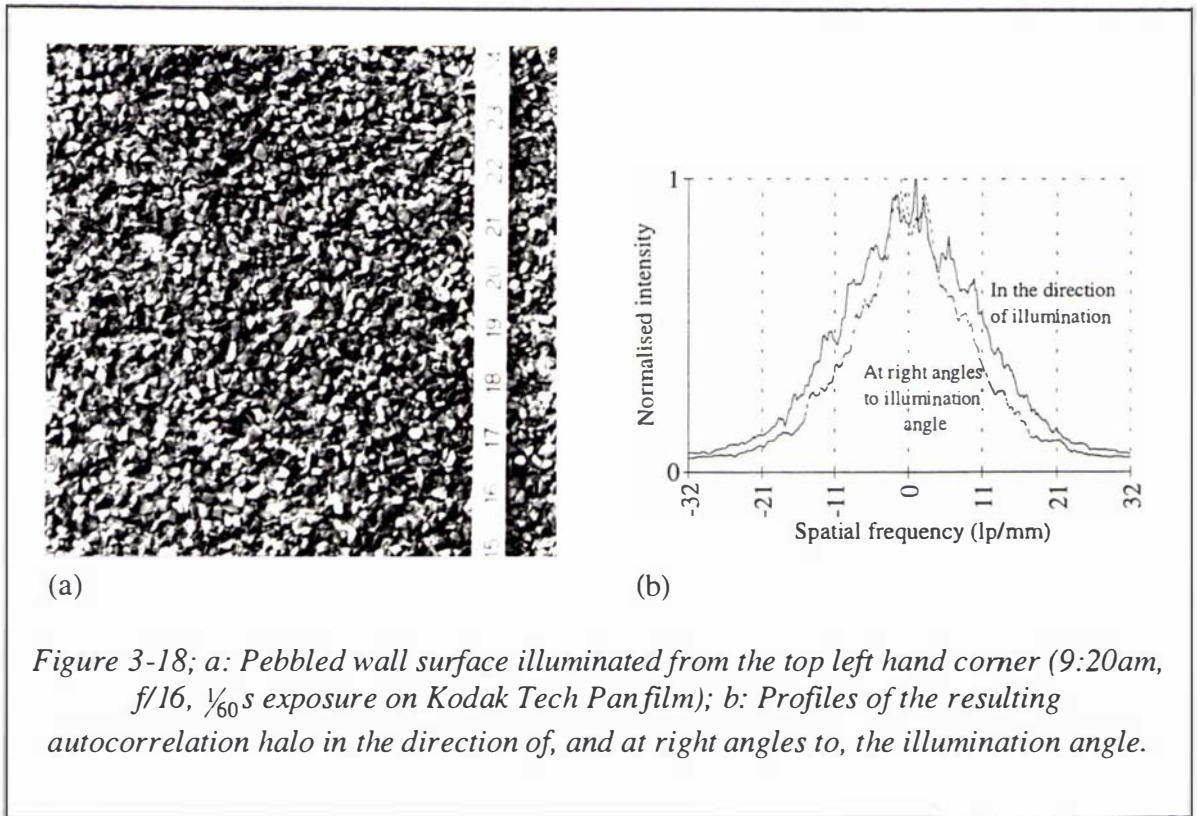 24
23
22
21
20
19
18
17
16
15
1
0
Normalised intensity
In the direction
of illumination
At right angles
to illumination
angle
-32
-21
-11
0
11
21
32
Spatial frequency (lp/mm)
(a)
(b)
Figure 3-18; a: Pebbled wall surface illuminated from the top left hand corner (9:20am,
f/16, 1/60 s exposure on Kodak Tech Panfilm); b: Profiles of the resulting
autocorrelation halo in the direction of, and at right angles to, the illumination angle.